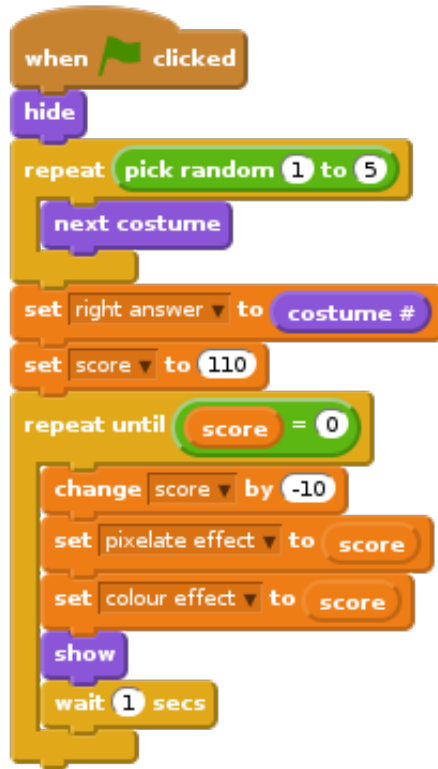 when clicked
hide
repeat pick random 1 to 5
next costume
set right answer to costume #
set score to 110
repeat until score = 0
change score by -10
set pixelate effect to score
set colour effect to score
show
wait 1 secs